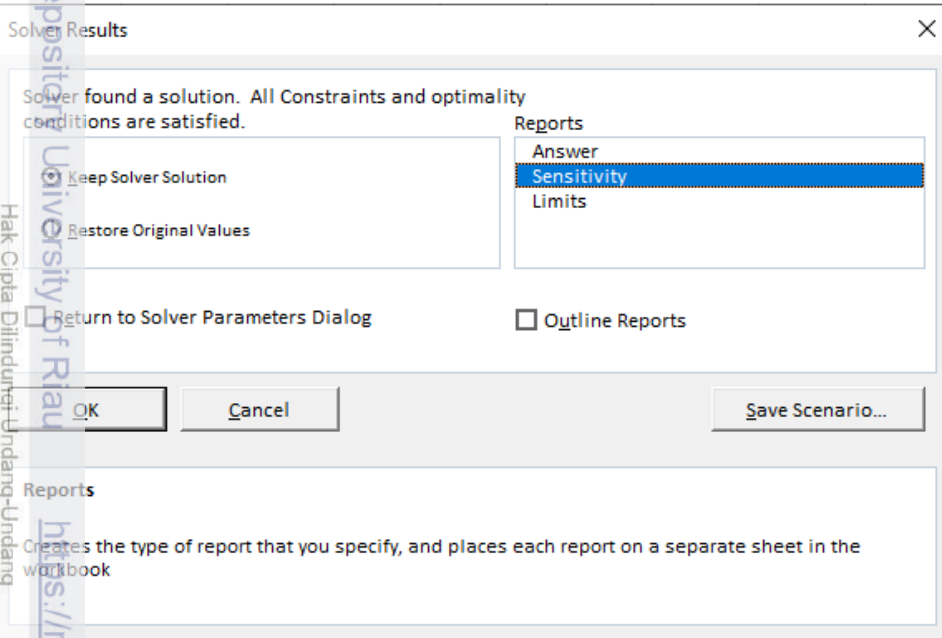 Solver Results
Solver found a solution. All Constraints and optimality
conditions are satisfied.
Reports
Answer
Sensitivity
Limits
Keep Solver Solution
Restore Original Values
Return to Solver Parameters Dialog
Outline Reports
OK
Cancel
Save Scenario...
Reports
Creates the type of report that you specify, and places each report on a separate sheet in the
workbook
Hak Cipta Dilindungi Undang-Undang
University of Riau
https://